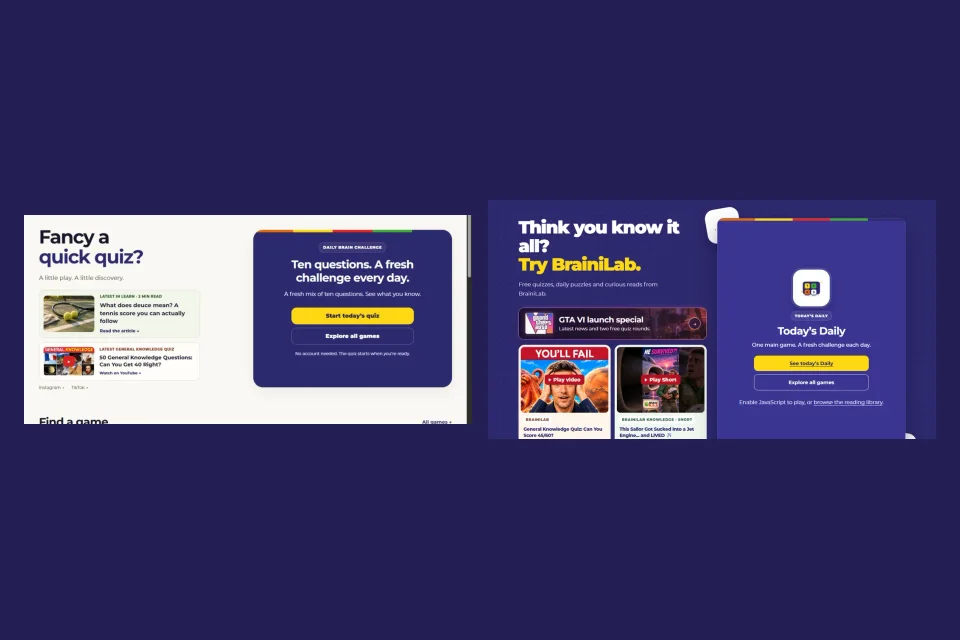 Fancy a
quick quiz?
A little play. A little discovery.
LATEST IN LEARN · 2 MIN READ
What does deuce mean? A
tennis score you can actually
follow
Read the article
GENERAL KNOWLEDGE
LATEST GENERAL KNOWLEDGE QUIZ
50 General Knowledge Questions:
Can You Get 40 Right?
Watch on YouTube
Instagram
TikTok
Find a game
All games
DAILY BRAIN CHALLENGE
Ten questions. A fresh
challenge every day.
A fresh mix of ten questions. See what you know.
Start today's quiz
Explore all games
No account needed. The quiz starts when you're ready.
Think you know it
all?
Try BrainiLab.
Free quizzes, daily puzzles and curious reads from
BrainiLab.
GTA VI launch special
Latest news and two free quiz rounds.
YOU'LL FAIL
Play video
BRAINILAB
General Knowledge Quiz: Can You
Score 45/60?
HE SURVIVED?!
Play Short
BRAINILAB KNOWLEDGE · SHORT
This Sailor Got Sucked Into a Jet
Engine... and LIVED
TODAY'S DAILY
Today's Daily
One main game. A fresh challenge each day.
See today's Daily
Explore all games
Enable JavaScript to play, or browse the reading library.